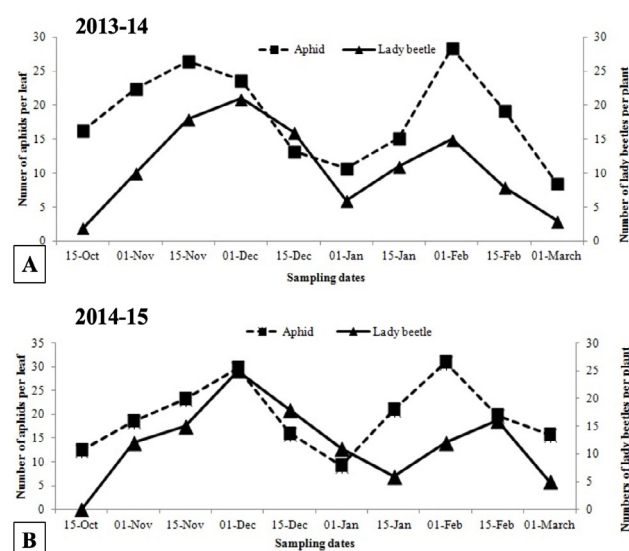 2013-14
Aphid Lady beetle
Numer of aphids per leaf
Number of lady beetles per plant
30 30
25 25
20 20
15 15
10 10
5 5
0 0
15-Oct 01-Nov 15-Nov 01-Dec 15-Dec 01-Jan 15-Jan 01-Feb 15-Feb 01-March
Sampling dates
A
2014-15
Aphid Lady beetle
Number of aphids per leaf
Numbers of lady beetles per plant
35 30
30 25
25 20
20 15
15 10
10 5
5 0
0
15-Oct 01-Nov 15-Nov 01-Dec 15-Dec 01-Jan 15-Jan 01-Feb 15-Feb 01-March
Sampling dates
B